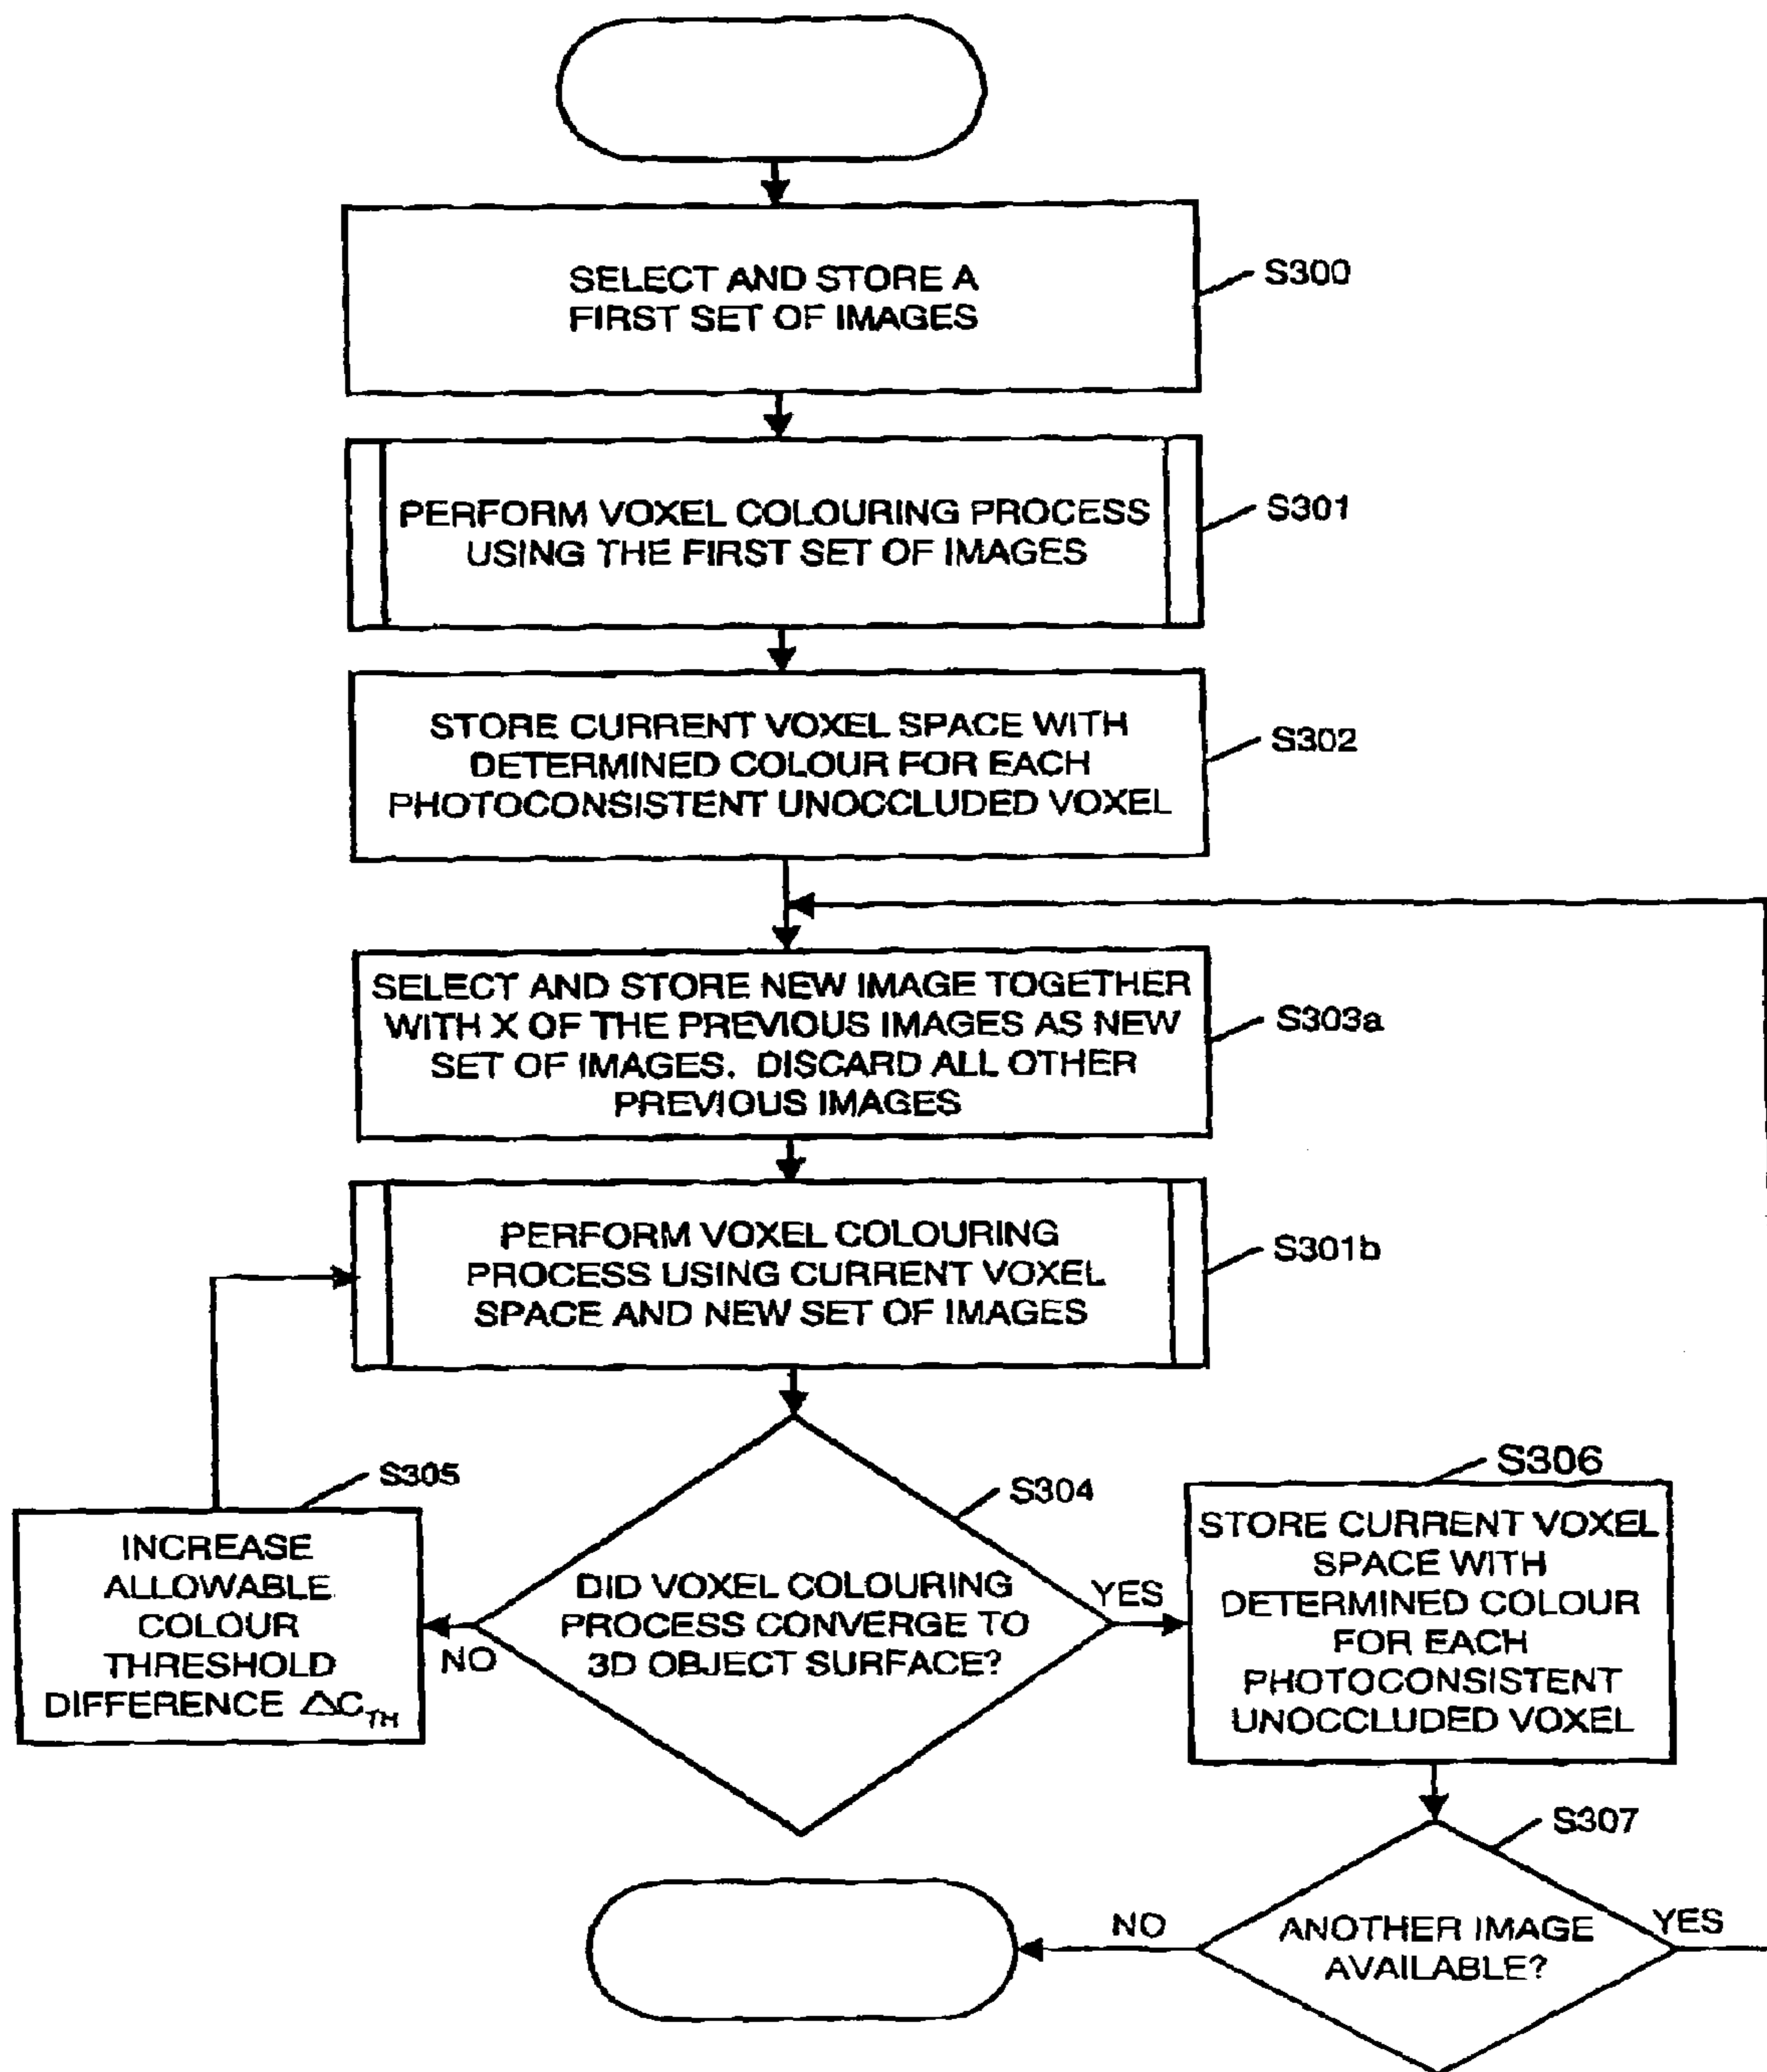 SELECT AND STORE A
FIRST SET OF IMAGES
S300
PERFORM VOXEL COLOURING PROCESS
USING THE FIRST SET OF IMAGES
S301
STORE CURRENT VOXEL SPACE WITH
DETERMINED COLOUR FOR EACH
PHOTOCONSISTENT UNOCCLUDED VOXEL
S302
SELECT AND STORE NEW IMAGE TOGETHER
WITH X OF THE PREVIOUS IMAGES AS NEW
SET OF IMAGES. DISCARD ALL OTHER
PREVIOUS IMAGES
S303a
PERFORM VOXEL COLOURING
PROCESS USING CURRENT VOXEL
SPACE AND NEW SET OF IMAGES
S301b
S305
INCREASE
ALLOWABLE
COLOUR
THRESHOLD
DIFFERENCE ΔC_TH
NO
S304
DID VOXEL COLOURING
PROCESS CONVERGE TO
3D OBJECT SURFACE?
YES
S306
STORE CURRENT VOXEL
SPACE WITH
DETERMINED COLOUR
FOR EACH
PHOTOCONSISTENT
UNOCCLUDED VOXEL
S307
NO
ANOTHER IMAGE
AVAILABLE?
YES